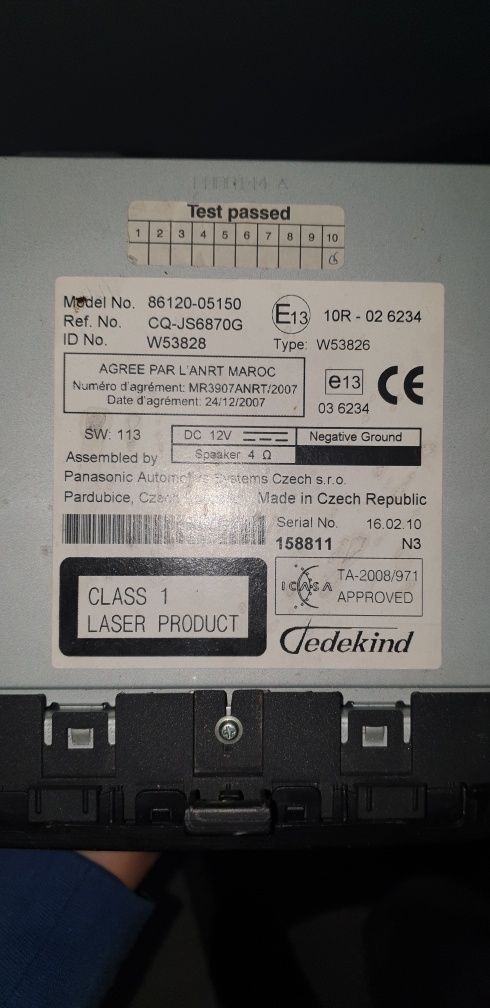 Test passed
1 2 3 4 5 6 7 8 9 10
Model No. 86120-05150
Ref. No. CQ-JS6870G
ID No. W53828
E13 10R - 02 6234
Type: W53826
AGREE PAR L'ANRT MAROC
Numéro d'agrément: MR3907ANRT/2007
Date d'agrément: 24/12/2007
e13 CE
03 6234
SW: 113 DC 12V Negative Ground
Assembled by Speaker 4 Ω
Panasonic Automotive Systems Czech s.r.o.
Pardubice, Czech Made in Czech Republic
Serial No. 16.02.10
158811 N3
CLASS 1
LASER PRODUCT
ICASA TA-2008/971
APPROVED
Tedekind